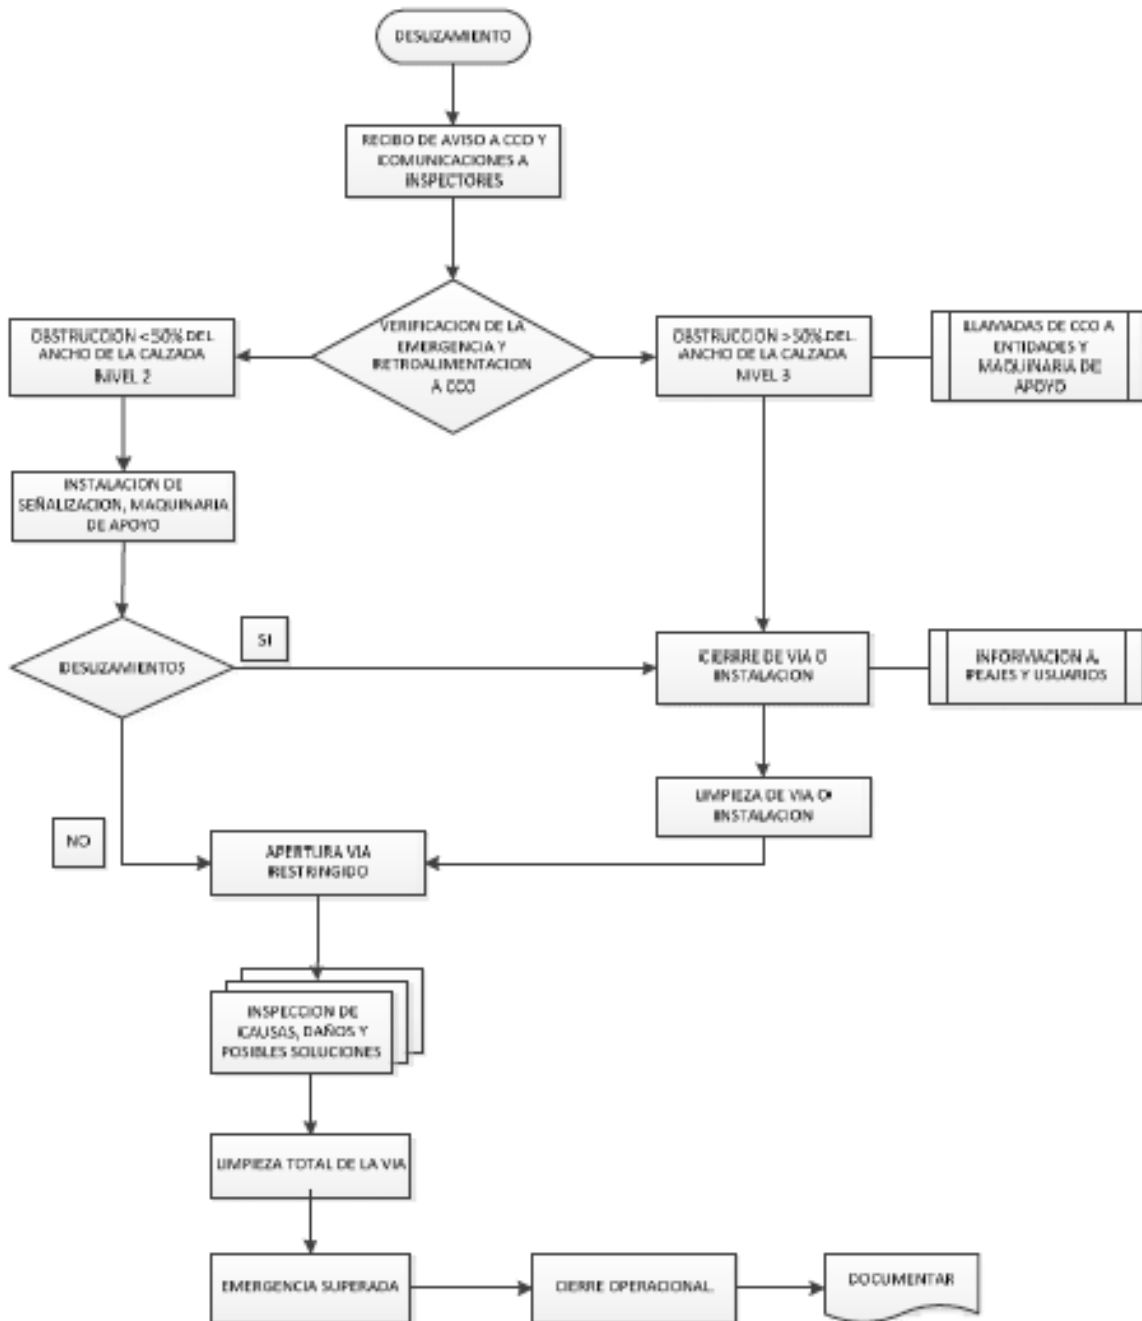 DESLIZAMIENTO
RECIBO DE AVISO A CCO Y
COMUNICACIONES A
INSPECTORES
VERIFICACION DE LA
EMERGENCIA Y
RETROALIMENTACION
A CCO
OBSTRUCCION <50% DEL
ANCHO DE LA CALZADA
NIVEL 2
OBSTRUCCION >50% DEL
ANCHO DE LA CALZADA
NIVEL 3
LLAMADAS DE CCO A
ENTIDADES Y
MAQUINARIA DE
APOYO
INSTALACION DE
SEÑALIZACION, MAQUINARIA
DE APOYO
DESLIZAMIENTOS
SI
CIERRRE DE VIA O
INSTALACION
INFORMACION A
PEAJES Y USUARIOS
LIMPIEZA DE VIA O
INSTALACION
NO
APERTURA VIA
RESTRINGIDO
INSPECCION DE
CAUSAS, DAÑOS Y
POSIBLES SOLUCIONES
LIMPIEZA TOTAL DE LA VIA
EMERGENCIA SUPERADA
CIERRE OPERACIONAL
DOCUMENTAR